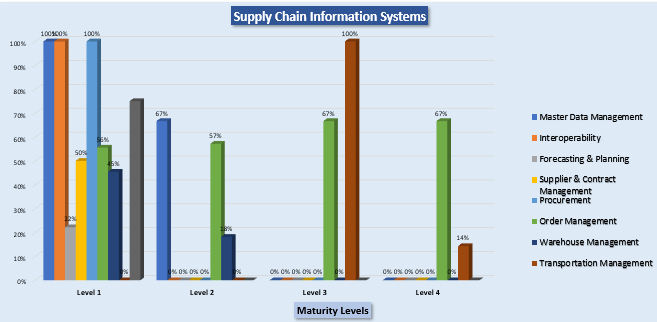 Supply Chain Information Systems
100%
90%
80%
70%
60%
50%
40%
30%
20%
10%
0%
100% 100% 22% 50% 100% 56% 45% 0%
67% 0% 0% 0% 0% 57% 18% 0%
0% 0% 0% 0% 0% 67% 0% 100%
0% 0% 0% 0% 0% 67% 0% 14%
Level 1 Level 2 Level 3 Level 4
Maturity Levels
Master Data Management
Interoperability
Forecasting & Planning
Supplier & Contract
Management
Procurement
Order Management
Warehouse Management
Transportation Management